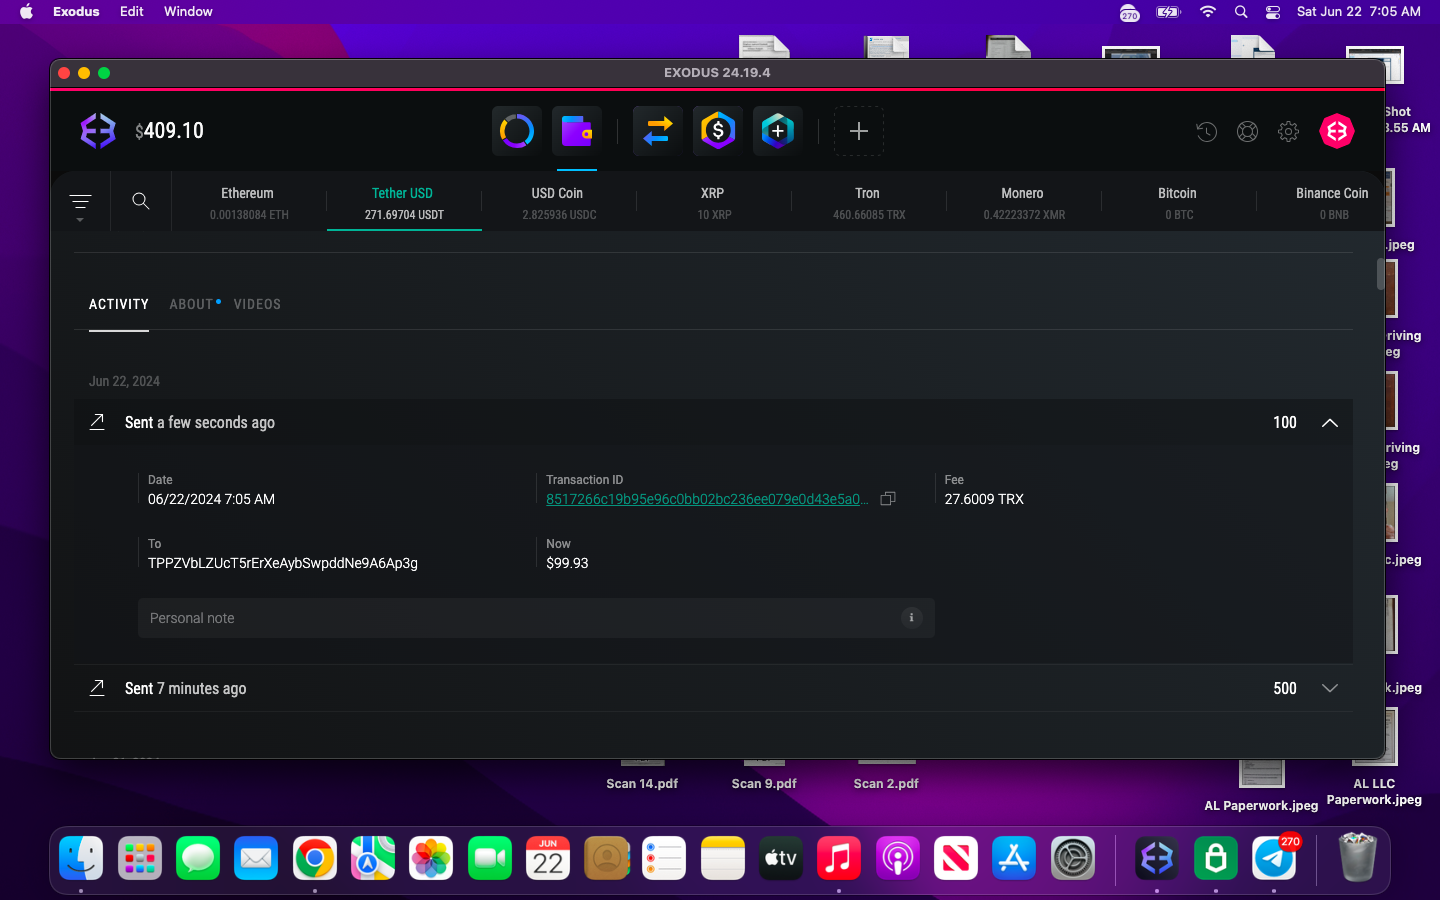 Exodus Edit Window
270
Sat Jun 22 7:05 AM
EXODUS 24.19.4
Shot
3.55 AM
$409.10
Ethereum
0.00138084 ETH
Tether USD
271.69704 USDT
USD Coin
2.825936 USDC
XRP
10 XRP
Tron
460.66085 TRX
Monero
0.42223372 XMR
Bitcoin
0 BTC
Binance Coin
0 BNB
.jpeg
ACTIVITY ABOUT VIDEOS
riving
eg
Jun 22, 2024
Sent a few seconds ago 100
riving
eg
Date
06/22/2024 7:05 AM
Transaction ID
8517266c19b95e96c0bb02bc236ee079e0d43e5a0...
Fee
27.6009 TRX
To
TPPZVbLZUcT5rErXeAybSwpddNe9A6Ap3g
Now
$99.93
c.jpeg
Personal note
i
Sent 7 minutes ago 500
k.jpeg
Scan 14.pdf
Scan 9.pdf
Scan 2.pdf
AL Paperwork.jpeg
AL LLC
Paperwork.jpeg
JUN
22
tv
270